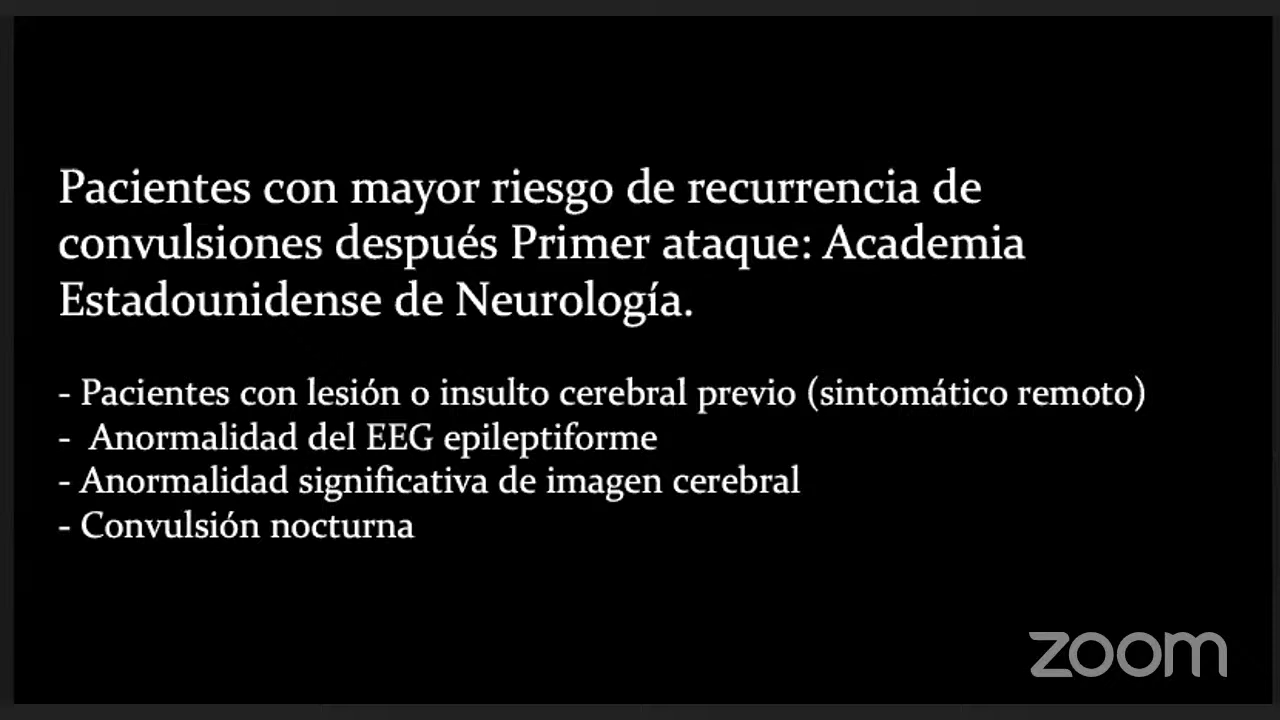 Pacientes con mayor riesgo de recurrencia de
convulsiones después Primer ataque: Academia
Estadounidense de Neurología.
- Pacientes con lesión o insulto cerebral previo (sintomático remoto)
- Anormalidad del EEG epileptiforme
- Anormalidad significativa de imagen cerebral
- Convulsión nocturna
zoom